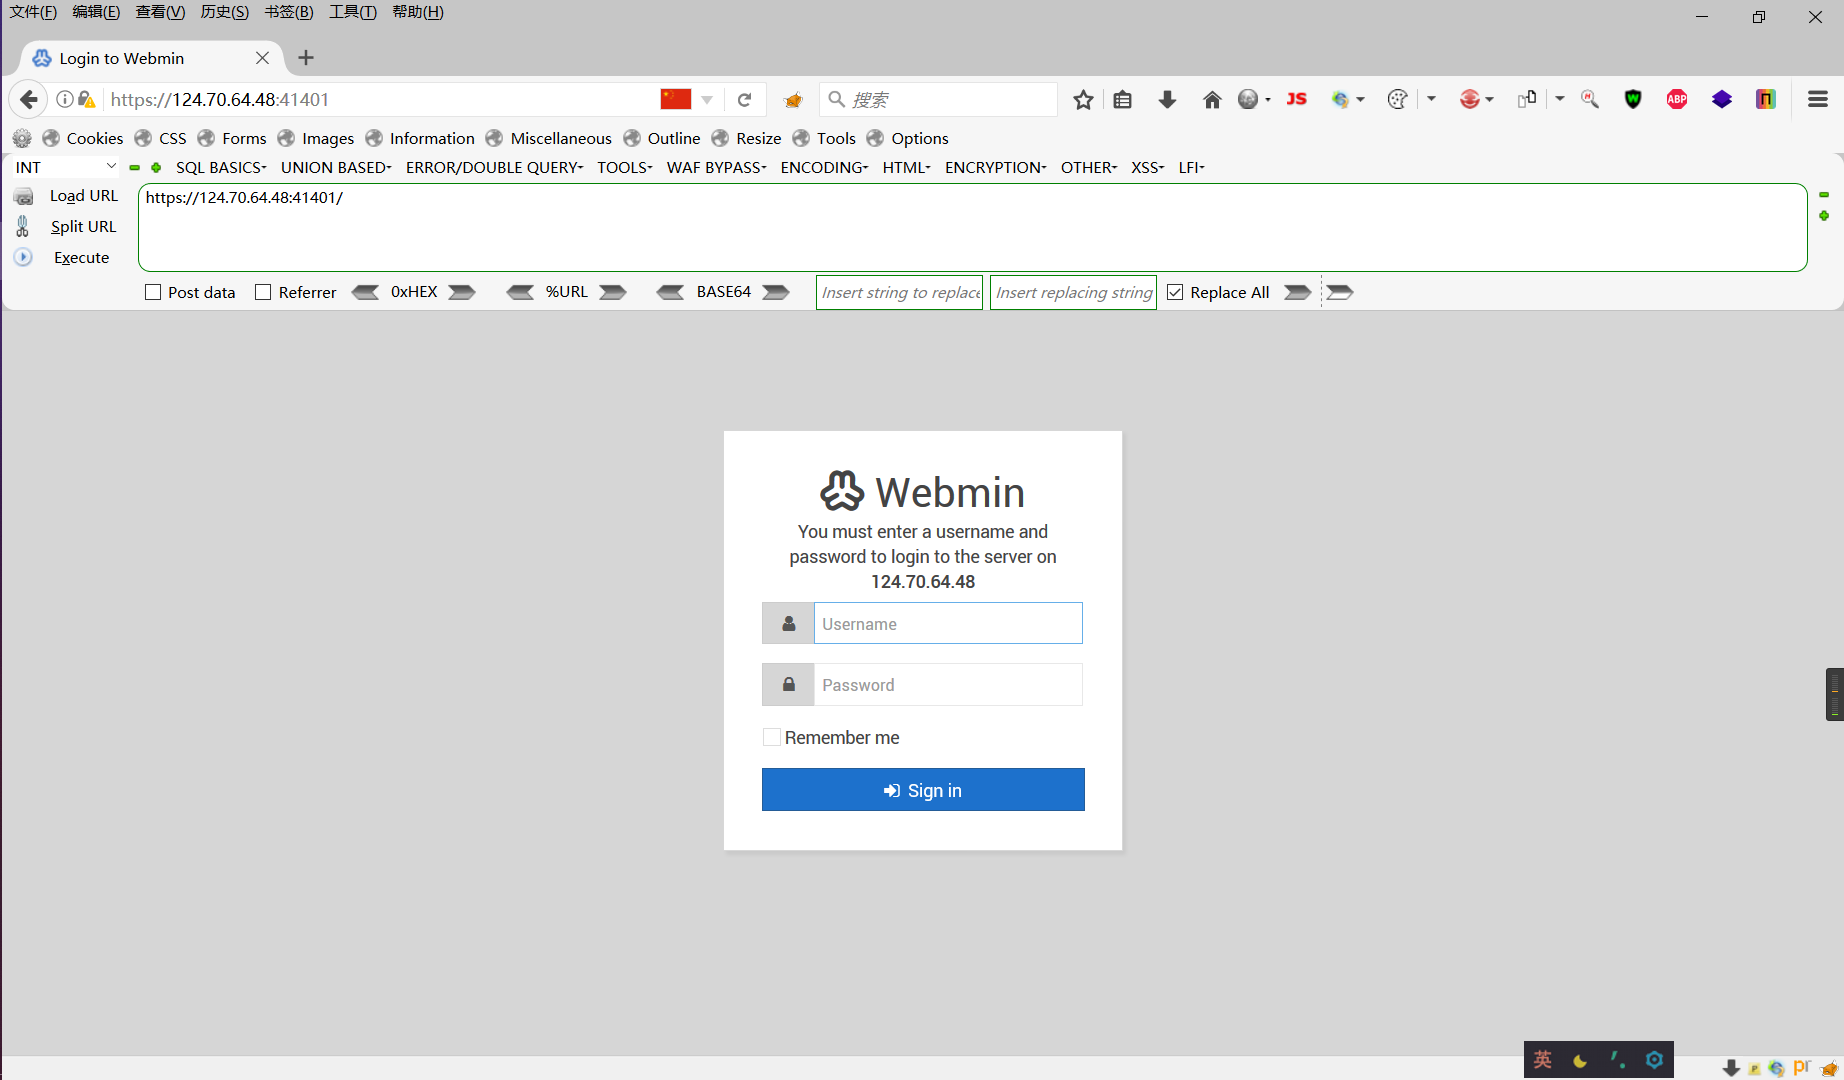 文件(F) 编辑(E) 查看(V) 历史(S) 书签(B) 工具(T) 帮助(H)
Login to Webmin
https://124.70.64.48:41401
搜索
JS
ABP
Cookies CSS Forms Images Information Miscellaneous Outline Resize Tools Options
INT SQL BASICS UNION BASED ERROR/DOUBLE QUERY TOOLS WAF BYPASS ENCODING HTML ENCRYPTION OTHER XSS LFI
Load URL
https://124.70.64.48:41401/
Split URL
Execute
Post data Referrer 0xHEX %URL BASE64 Insert string to replace Insert replacing string Replace All
Webmin
You must enter a username and
password to login to the server on
124.70.64.48
Username
Password
Remember me
Sign in
英
pr